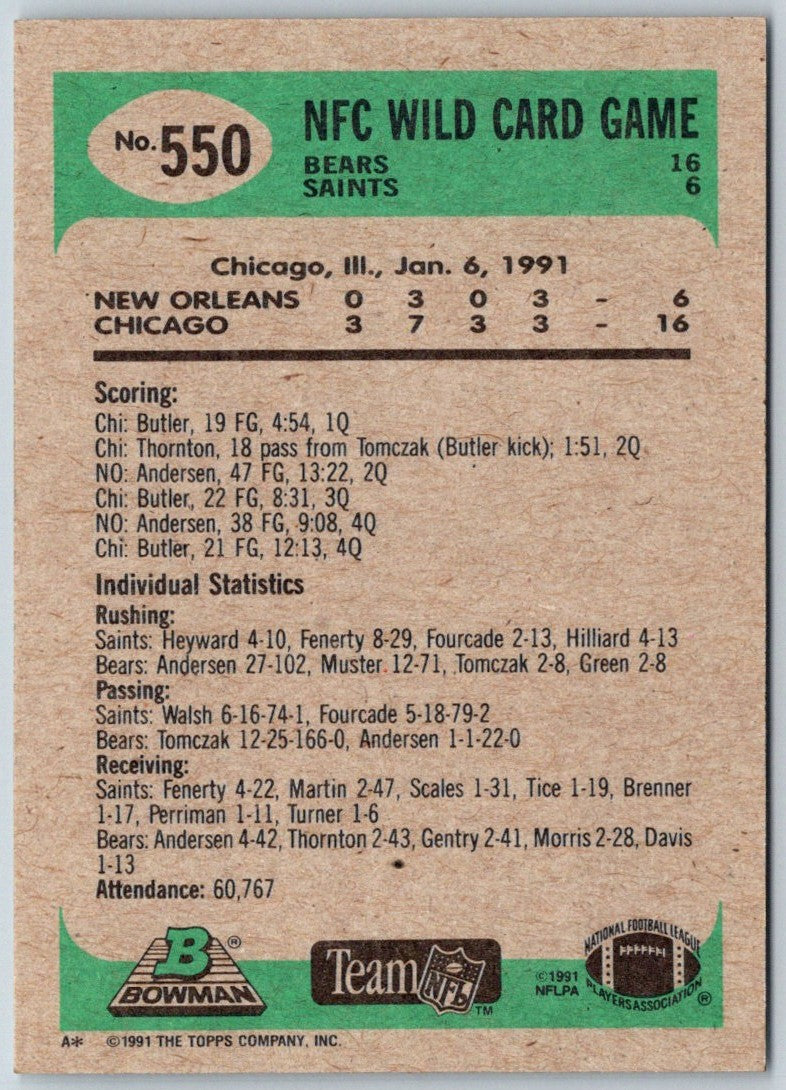 No. 550
NFC WILD CARD GAME
BEARS 16
SAINTS 6
Chicago, Ill., Jan. 6, 1991
NEW ORLEANS 0 3 0 3 - 6
CHICAGO 3 7 3 3 - 16
Scoring:
Chi: Butler, 19 FG, 4:54, 1Q
Chi: Thornton, 18 pass from Tomczak (Butler kick); 1:51, 2Q
NO: Andersen, 47 FG, 13:22, 2Q
Chi: Butler, 22 FG, 8:31, 3Q
NO: Andersen, 38 FG, 9:08, 4Q
Chi: Butler, 21 FG, 12:13, 4Q
Individual Statistics
Rushing:
Saints: Heyward 4-10, Fenerty 8-29, Fourcade 2-13, Hilliard 4-13
Bears: Andersen 27-102, Muster 12-71, Tomczak 2-8, Green 2-8
Passing:
Saints: Walsh 6-16-74-1, Fourcade 5-18-79-2
Bears: Tomczak 12-25-166-0, Andersen 1-1-22-0
Receiving:
Saints: Fenerty 4-22, Martin 2-47, Scales 1-31, Tice 1-19, Brenner
1-17, Perriman 1-11, Turner 1-6
Bears: Andersen 4-42, Thornton 2-43, Gentry 2-41, Morris 2-28, Davis
1-13
Attendance: 60,767
B ®
BOWMAN
Team NFL TM
©1991
NFLPA
NATIONAL FOOTBALL LEAGUE
PLAYERS ASSOCIATION ®
A* ©1991 THE TOPPS COMPANY, INC.